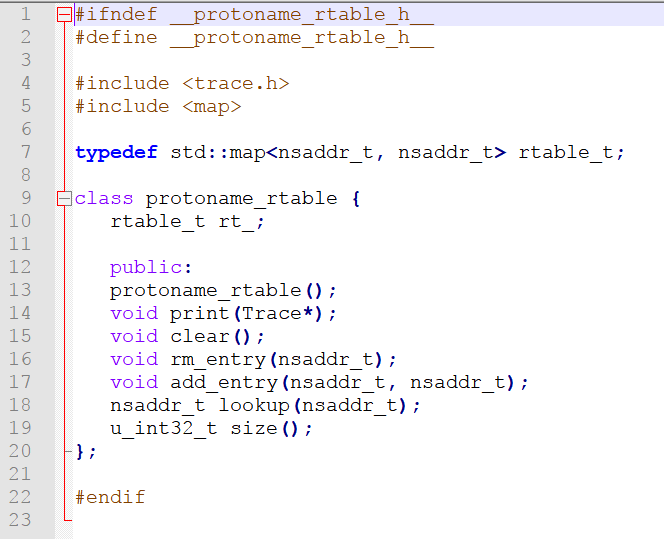 1 #ifndef __protoname_rtable_h__
2 #define __protoname_rtable_h__
3
4 #include <trace.h>
5 #include <map>
6
7 typedef std::map<nsaddr_t, nsaddr_t> rtable_t;
8
9 class protoname_rtable {
10    rtable_t rt_;
11
12    public:
13    protoname_rtable();
14    void print(Trace*);
15    void clear();
16    void rm_entry(nsaddr_t);
17    void add_entry(nsaddr_t, nsaddr_t);
18    nsaddr_t lookup(nsaddr_t);
19    u_int32_t size();
20 };
21
22 #endif
23